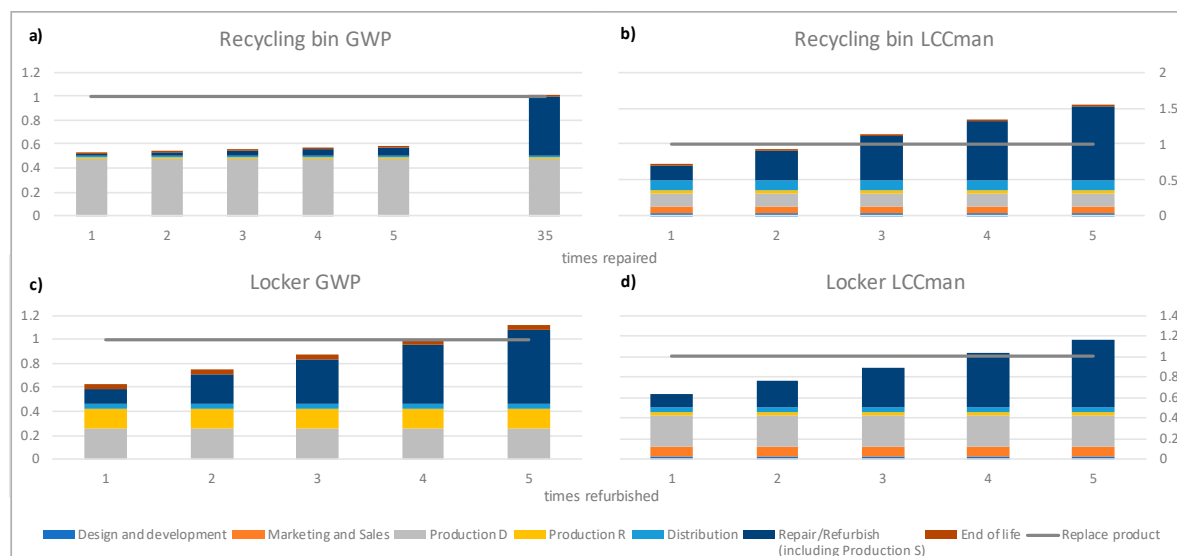 a)
Recycling bin GWP
1.2
1
0.8
0.6
0.4
0.2
0
1 2 3 4 5 35
b)
Recycling bin LCCman
2
1.5
1
0.5
0
1 2 3 4 5
times repaired
c)
Locker GWP
1.2
1
0.8
0.6
0.4
0.2
0
1 2 3 4 5
d)
Locker LCCman
1.4
1.2
1
0.8
0.6
0.4
0.2
0
1 2 3 4 5
times refurbished
Design and development Marketing and Sales Production D Production R Distribution Repair/Refurbish End of life Replace product
(including Production S)